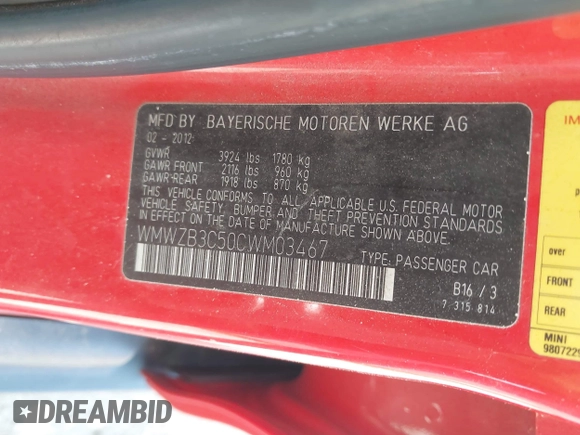 MFD BY BAYERISCHE MOTOREN WERKE AG
02 - 2012
GVWR 3924 lbs 1780 kg
GAWR FRONT 2116 lbs 960 kg
GAWR REAR 1918 lbs 870 kg
THIS VEHICLE CONFORMS TO ALL APPLICABLE U.S. FEDERAL MOTOR
VEHICLE SAFETY, BUMPER, AND THEFT PREVENTION STANDARDS
IN EFFECT ON THE DATE OF MANUFACTURE SHOWN ABOVE.
WMWZB3C50CWM03467
TYPE: PASSENGER CAR
B16 / 3
7 315 814
IM
over
FRONT
REAR
MINI
9807229
DREAMBID